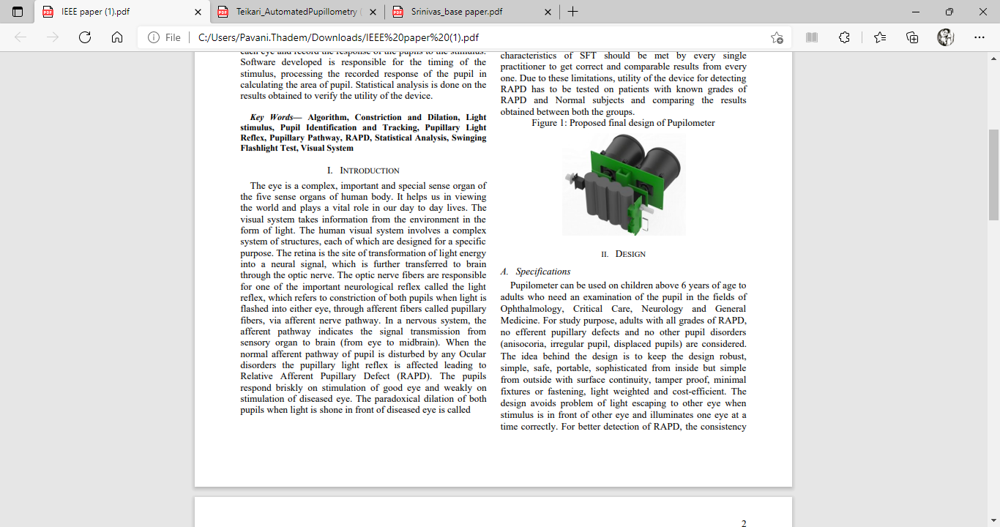 IEEE paper (1).pdf
Teikari_AutomatedPupillometry (
Srinivas_base paper.pdf
File
C:/Users/Pavani.Thadem/Downloads/IEEE%20paper%20(1).pdf
each eye and record the response of the pupils to the stimulus.
Software developed is responsible for the timing of the
stimulus, processing the recorded response of the pupil in
calculating the area of pupil. Statistical analysis is done on the
results obtained to verify the utility of the device.
Key Words— Algorithm, Constriction and Dilation, Light
stimulus, Pupil Identification and Tracking, Pupillary Light
Reflex, Pupillary Pathway, RAPD, Statistical Analysis, Swinging
Flashlight Test, Visual System
I. INTRODUCTION
The eye is a complex, important and special sense organ of
the five sense organs of human body. It helps us in viewing
the world and plays a vital role in our day to day lives. The
visual system takes information from the environment in the
form of light. The human visual system involves a complex
system of structures, each of which are designed for a specific
purpose. The retina is the site of transformation of light energy
into a neural signal, which is further transferred to brain
through the optic nerve. The optic nerve fibers are responsible
for one of the important neurological reflex called the light
reflex, which refers to constriction of both pupils when light is
flashed into either eye, through afferent fibers called pupillary
fibers, via afferent nerve pathway. In a nervous system, the
afferent pathway indicates the signal transmission from
sensory organ to brain (from eye to midbrain). When the
normal afferent pathway of pupil is disturbed by any Ocular
disorders the pupillary light reflex is affected leading to
Relative Afferent Pupillary Defect (RAPD). The pupils
respond briskly on stimulation of good eye and weakly on
stimulation of diseased eye. The paradoxical dilation of both
pupils when light is shone in front of diseased eye is called
characteristics of SFT should be met by every single
practitioner to get correct and comparable results from every
one. Due to these limitations, utility of the device for detecting
RAPD has to be tested on patients with known grades of
RAPD and Normal subjects and comparing the results
obtained between both the groups.
Figure 1: Proposed final design of Pupilometer
II. DESIGN
A. Specifications
Pupilometer can be used on children above 6 years of age to
adults who need an examination of the pupil in the fields of
Ophthalmology, Critical Care, Neurology and General
Medicine. For study purpose, adults with all grades of RAPD,
no efferent pupillary defects and no other pupil disorders
(anisocoria, irregular pupil, displaced pupils) are considered.
The idea behind the design is to keep the design robust,
simple, safe, portable, sophisticated from inside but simple
from outside with surface continuity, tamper proof, minimal
fixtures or fastening, light weighted and cost-efficient. The
design avoids problem of light escaping to other eye when
stimulus is in front of other eye and illuminates one eye at a
time correctly. For better detection of RAPD, the consistency
2